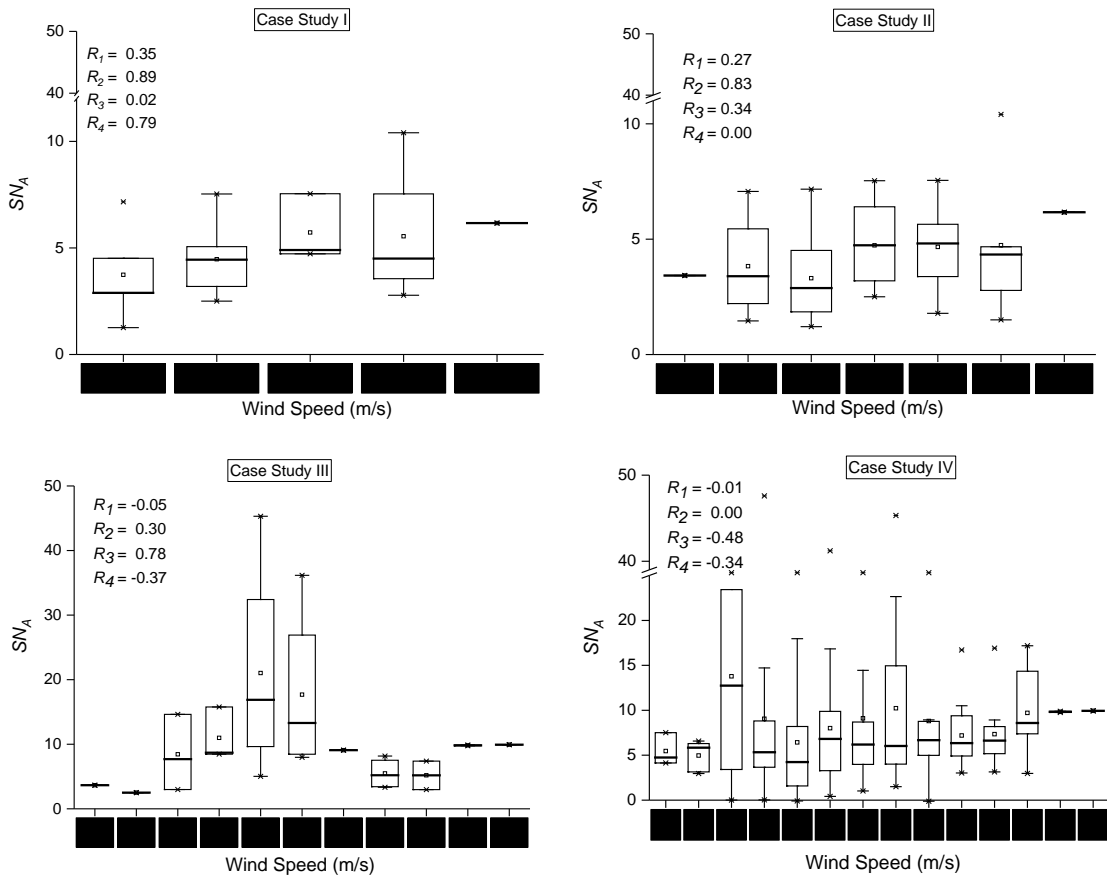 Case Study I
50
R1 = 0.35
R2 = 0.89
40
R3 = 0.02
R4 = 0.79
10
SNA
5
0
Wind Speed (m/s)
Case Study II
50
R1 = 0.27
R2 = 0.83
40
R3 = 0.34
R4 = 0.00
10
SNA
5
0
Wind Speed (m/s)
Case Study III
50
R1 = -0.05
R2 = 0.30
40
R3 = 0.78
R4 = -0.37
30
SNA
20
10
0
Wind Speed (m/s)
Case Study IV
50
R1 = -0.01
R2 = 0.00
R3 = -0.48
40
R4 = -0.34
20
SNA
15
10
5
0
Wind Speed (m/s)